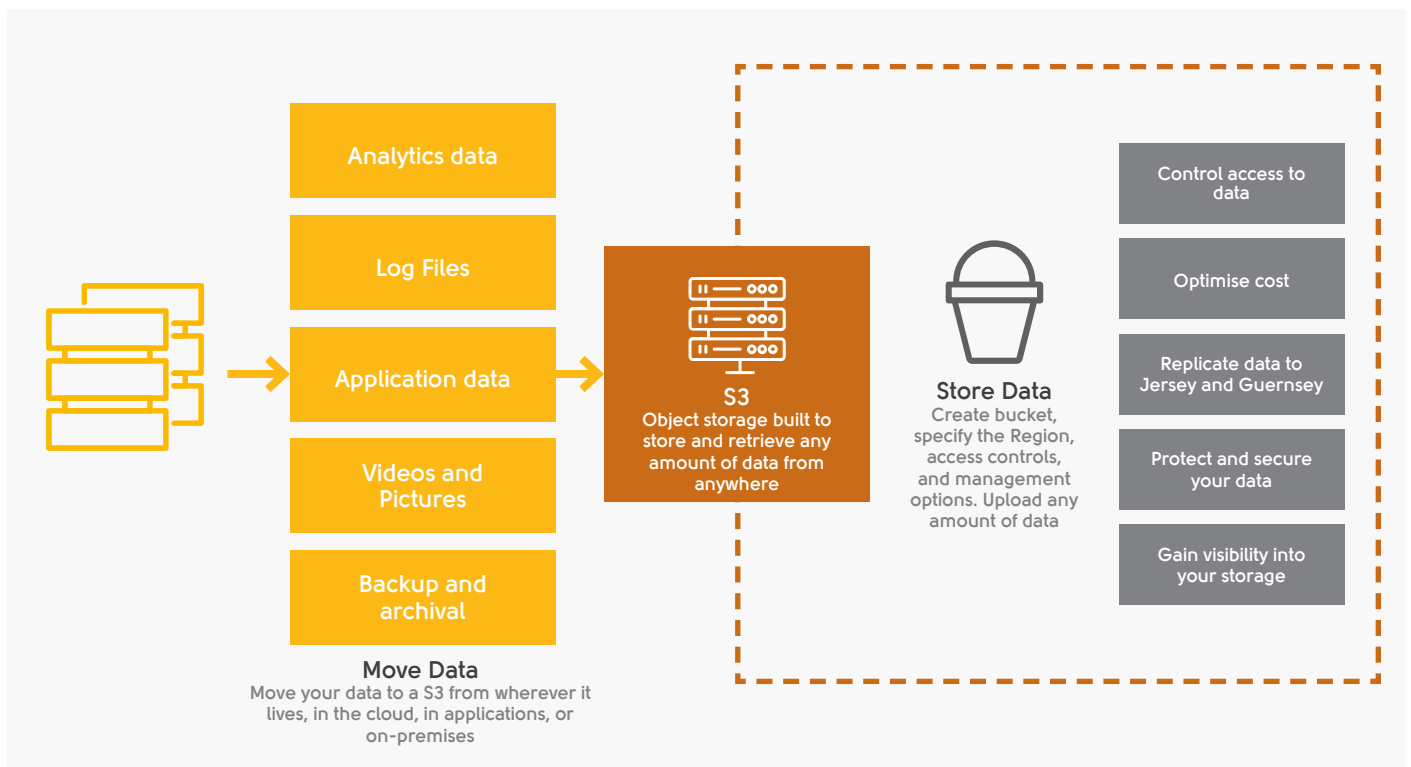 Analytics data
Log Files
Application data
Videos and
Pictures
Backup and
archival
Move Data
Move your data to a S3 from wherever it
lives, in the cloud, in applications, or
on-premises
S3
Object storage built to
store and retrieve any
amount of data from
anywhere
Store Data
Create bucket,
specify the Region,
access controls,
and management
options. Upload any
amount of data
Control access to
data
Optimise cost
Replicate data to
Jersey and Guernsey
Protect and secure
your data
Gain visibility into
your storage